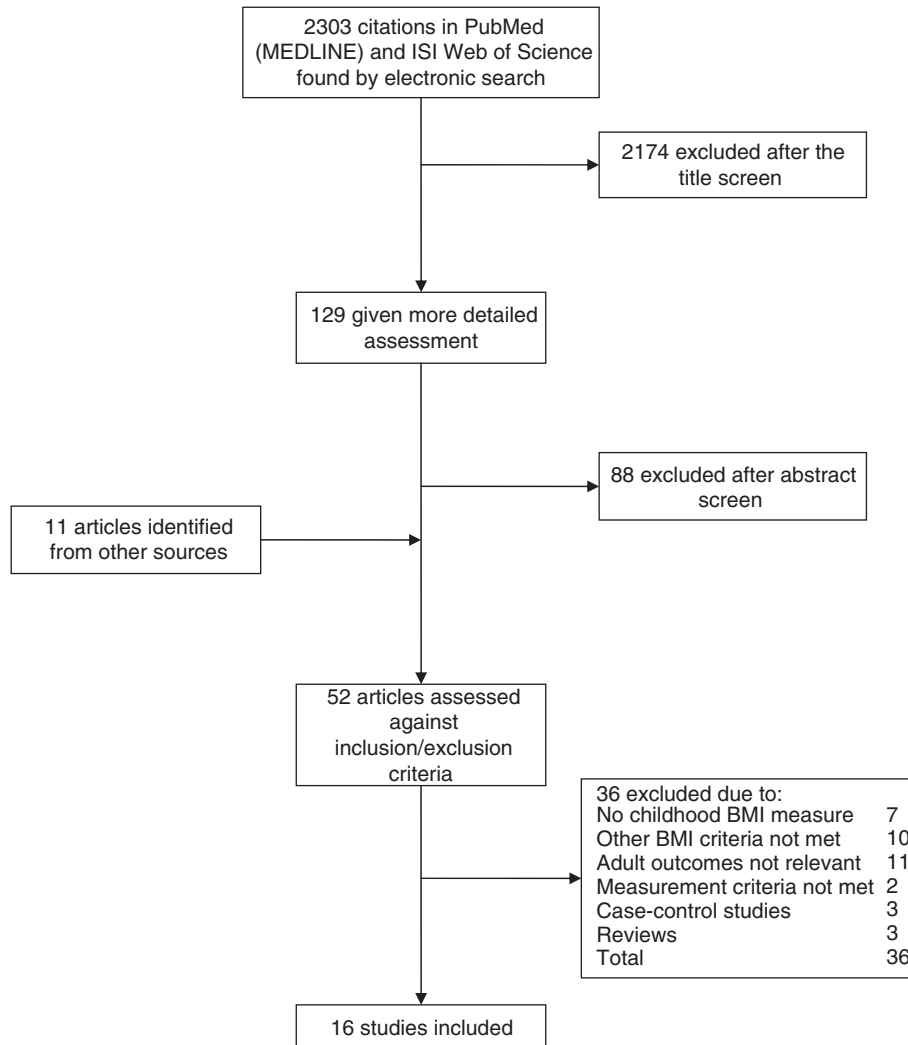 2303 citations in PubMed
(MEDLINE) and ISI Web of Science
found by electronic search
2174 excluded after the
title screen
129 given more detailed
assessment
88 excluded after abstract
screen
11 articles identified
from other sources
52 articles assessed
against
inclusion/exclusion
criteria
36 excluded due to:
No childhood BMI measure 7
Other BMI criteria not met 10
Adult outcomes not relevant 11
Measurement criteria not met 2
Case-control studies 3
Reviews 3
Total 36
16 studies included